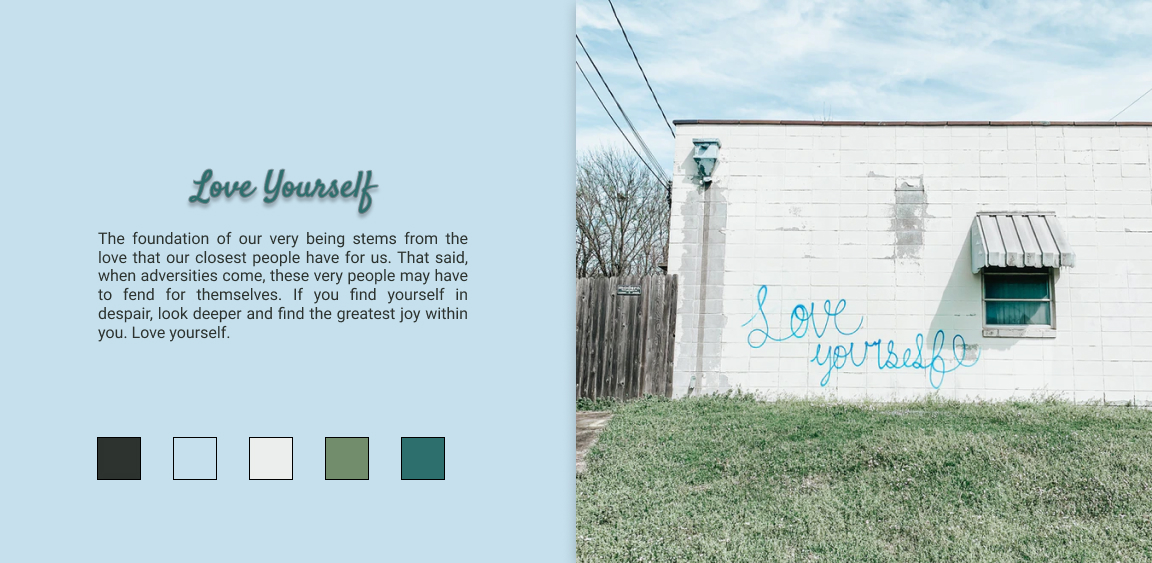 Love Yourself
The foundation of our very being stems from the
love that our closest people have for us. That said,
when adversities come, these very people may have
to fend for themselves. If you find yourself in
despair, look deeper and find the greatest joy within
you. Love yourself.
Love
yourself